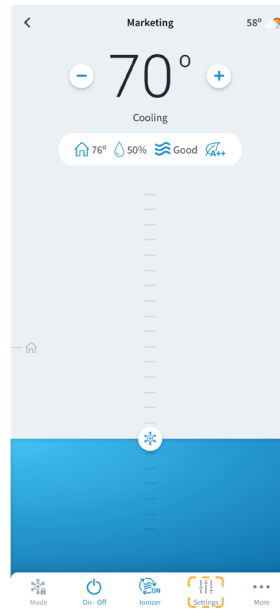 Marketing 58°
70°
Cooling
76° 50% Good A++
ON
Mode On - Off Ionizer Settings More